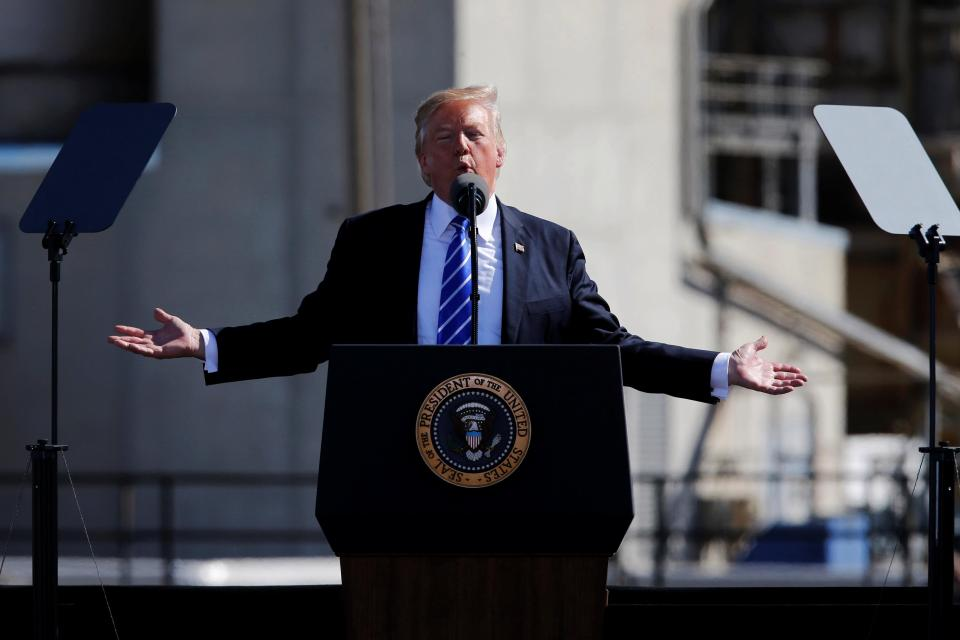 SEAL OF THE PRESIDENT OF THE UNITED STATES